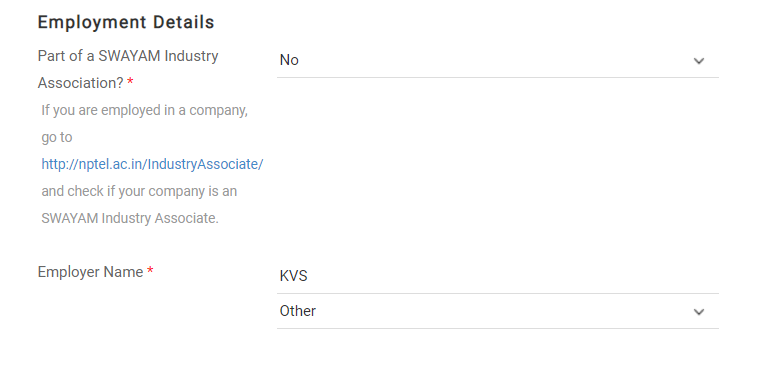 Employment Details
Part of a SWAYAM Industry
Association? *
No
If you are employed in a company,
go to
http://nptel.ac.in/IndustryAssociate/
and check if your company is an
SWAYAM Industry Associate.
Employer Name *
KVS
Other